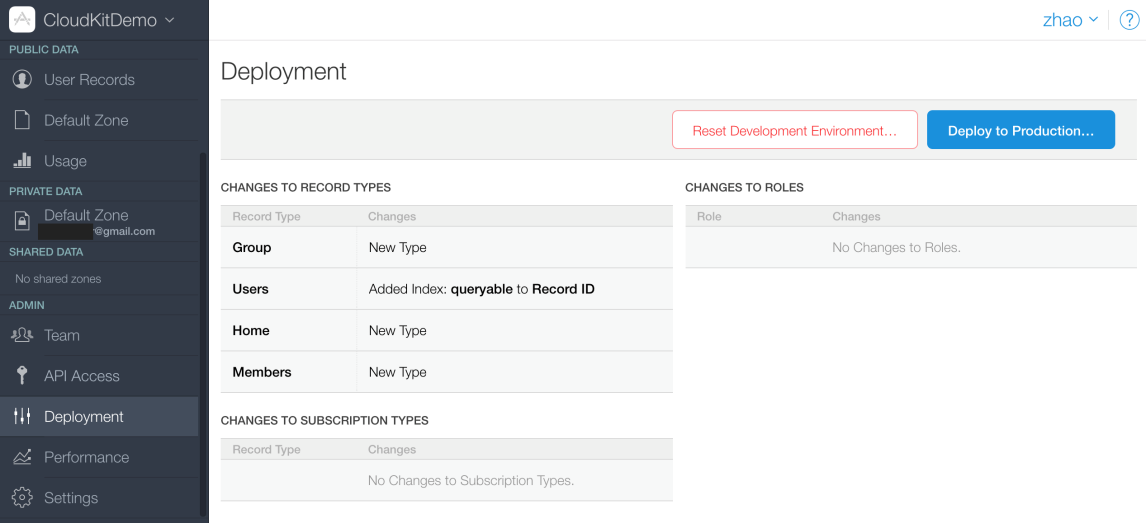 CloudKitDemo
zhao
?
PUBLIC DATA
User Records
Default Zone
Usage
PRIVATE DATA
Default Zone
@gmail.com
SHARED DATA
No shared zones
ADMIN
Team
API Access
Deployment
Performance
Settings
Deployment
Reset Development Environment...
Deploy to Production...
CHANGES TO RECORD TYPES
Record Type Changes
Group New Type
Users Added Index: queryable to Record ID
Home New Type
Members New Type
CHANGES TO SUBSCRIPTION TYPES
Record Type Changes
No Changes to Subscription Types.
CHANGES TO ROLES
Role Changes
No Changes to Roles.